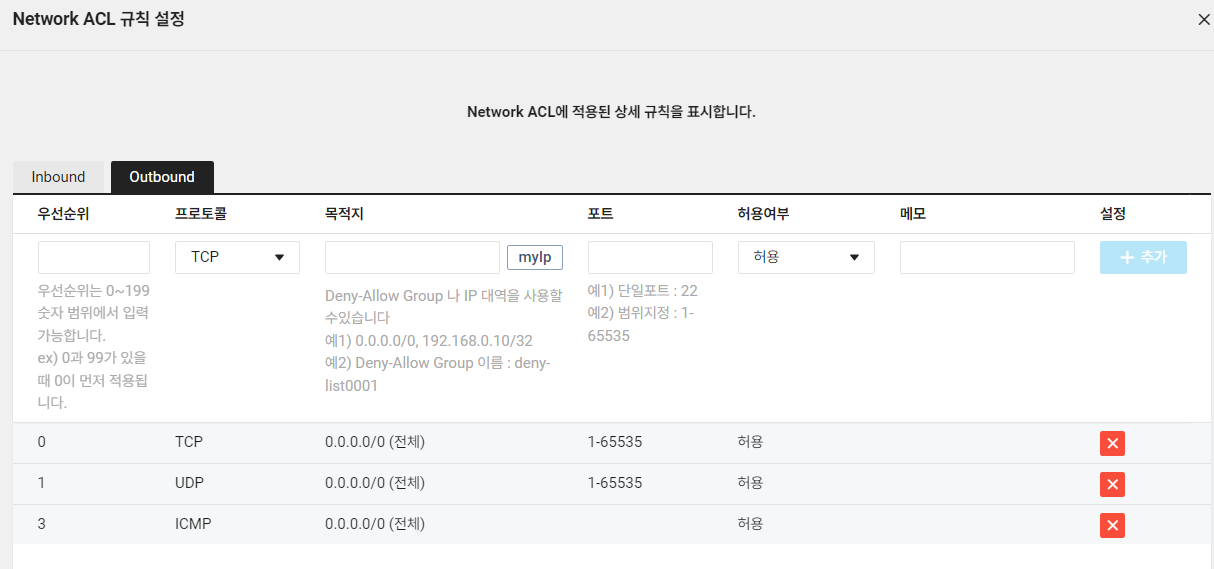 Network ACL 규칙 설정
Network ACL에 적용된 상세 규칙을 표시합니다.
Inbound Outbound
우선순위 프로토콜 목적지 포트 허용여부 메모 설정
TCP myIp 허용 + 추가
우선순위는 0~199
숫자 범위에서 입력
가능합니다.
ex) 0과 99가 있을
때 0이 먼저 적용됩
니다.
Deny-Allow Group 나 IP 대역을 사용할
수있습니다
예1) 0.0.0.0/0, 192.168.0.10/32
예2) Deny-Allow Group 이름 : deny-
list0001
예1) 단일포트 : 22
예2) 범위지정 : 1-
65535
0 TCP 0.0.0.0/0 (전체) 1-65535 허용
1 UDP 0.0.0.0/0 (전체) 1-65535 허용
3 ICMP 0.0.0.0/0 (전체) 허용